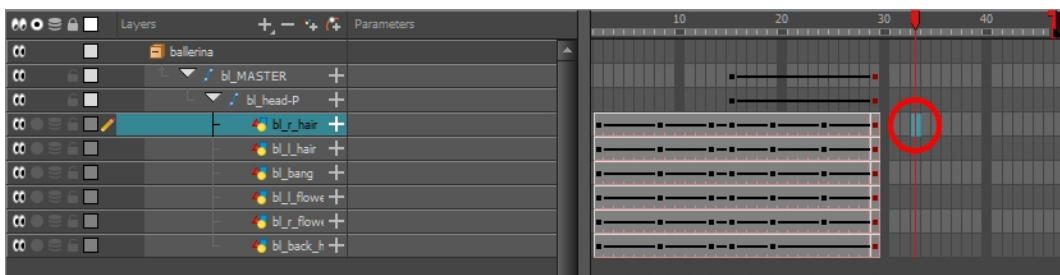 Layers Parameters 10 20 30 40
ballerina
bl_MASTER
bl_head-P
bl_r_hair
bl_l_hair
bl_bang
bl_l_flowe
bl_r_flowe
bl_back_h